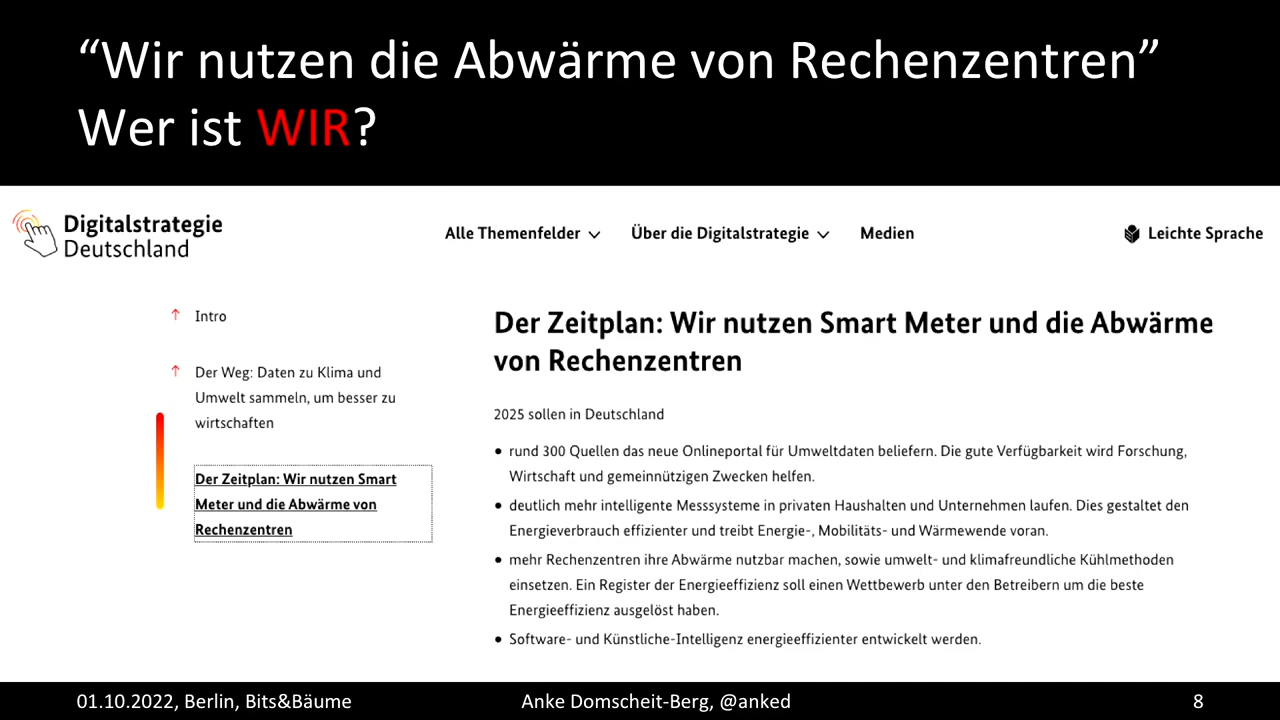 “Wir nutzen die Abwärme von Rechenzentren”
Wer ist WIR?
Digitalstrategie
Deutschland
Alle Themenfelder
Über die Digitalstrategie
Medien
Leichte Sprache
↑ Intro
↑ Der Weg: Daten zu Klima und
Umwelt sammeln, um besser zu
wirtschaften
Der Zeitplan: Wir nutzen Smart
Meter und die Abwärme von
Rechenzentren
Der Zeitplan: Wir nutzen Smart Meter und die Abwärme
von Rechenzentren
2025 sollen in Deutschland
• rund 300 Quellen das neue Onlineportal für Umweltdaten beliefern. Die gute Verfügbarkeit wird Forschung,
Wirtschaft und gemeinnützigen Zwecken helfen.
• deutlich mehr intelligente Messsysteme in privaten Haushalten und Unternehmen laufen. Dies gestaltet den
Energieverbrauch effizienter und treibt Energie-, Mobilitäts- und Wärmewende voran.
• mehr Rechenzentren ihre Abwärme nutzbar machen, sowie umwelt- und klimafreundliche Kühlmethoden
einsetzen. Ein Register der Energieeffizienz soll einen Wettbewerb unter den Betreibern um die beste
Energieeffizienz ausgelöst haben.
• Software- und Künstliche-Intelligenz energieeffizienter entwickelt werden.
01.10.2022, Berlin, Bits&Bäume
Anke Domscheit-Berg, @anked
8